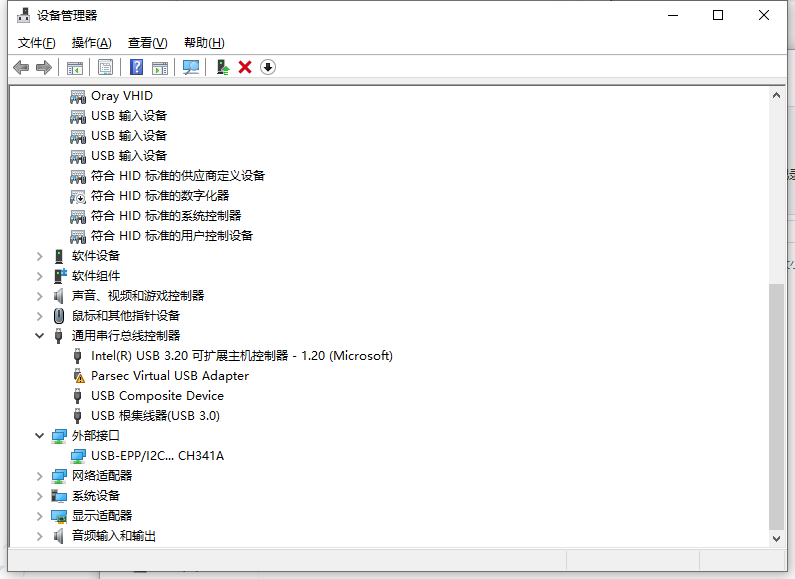 设备管理器
文件(F) 操作(A) 查看(V) 帮助(H)
Oray VHID
USB 输入设备
USB 输入设备
USB 输入设备
符合 HID 标准的供应商定义设备
符合 HID 标准的数字化器
符合 HID 标准的系统控制器
符合 HID 标准的用户控制设备
软件设备
软件组件
声音、视频和游戏控制器
鼠标和其他指针设备
通用串行总线控制器
Intel(R) USB 3.20 可扩展主机控制器 - 1.20 (Microsoft)
Parsec Virtual USB Adapter
USB Composite Device
USB 根集线器(USB 3.0)
外部接口
USB-EPP/I2C... CH341A
网络适配器
系统设备
显示适配器
音频输入和输出